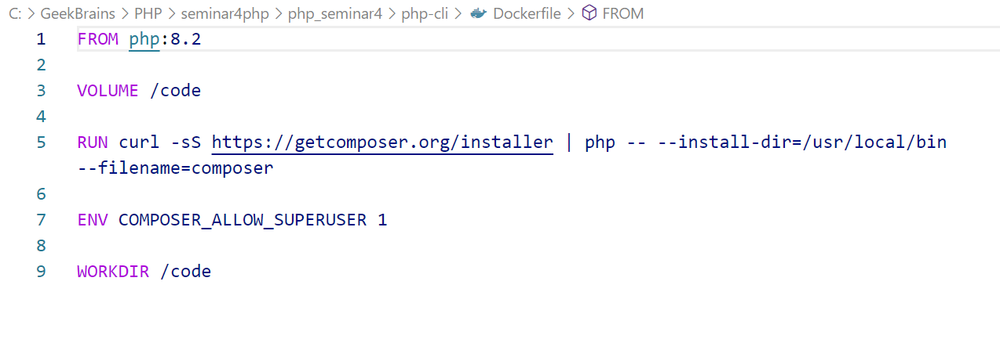 C: > GeekBrains > PHP > seminar4php > php_seminar4 > php-cli > Dockerfile > FROM
1 FROM php:8.2
2
3 VOLUME /code
4
5 RUN curl -sS https://getcomposer.org/installer | php -- --install-dir=/usr/local/bin
--filename=composer
6
7 ENV COMPOSER_ALLOW_SUPERUSER 1
8
9 WORKDIR /code